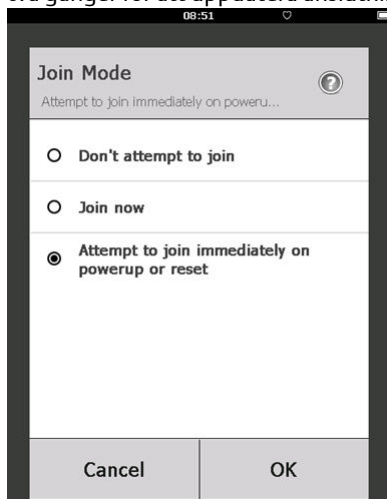 08:51
Join Mode
Attempt to join immediately on poweru...
Don't attempt to join
Join now
Attempt to join immediately on
powerup or reset
Cancel
OK